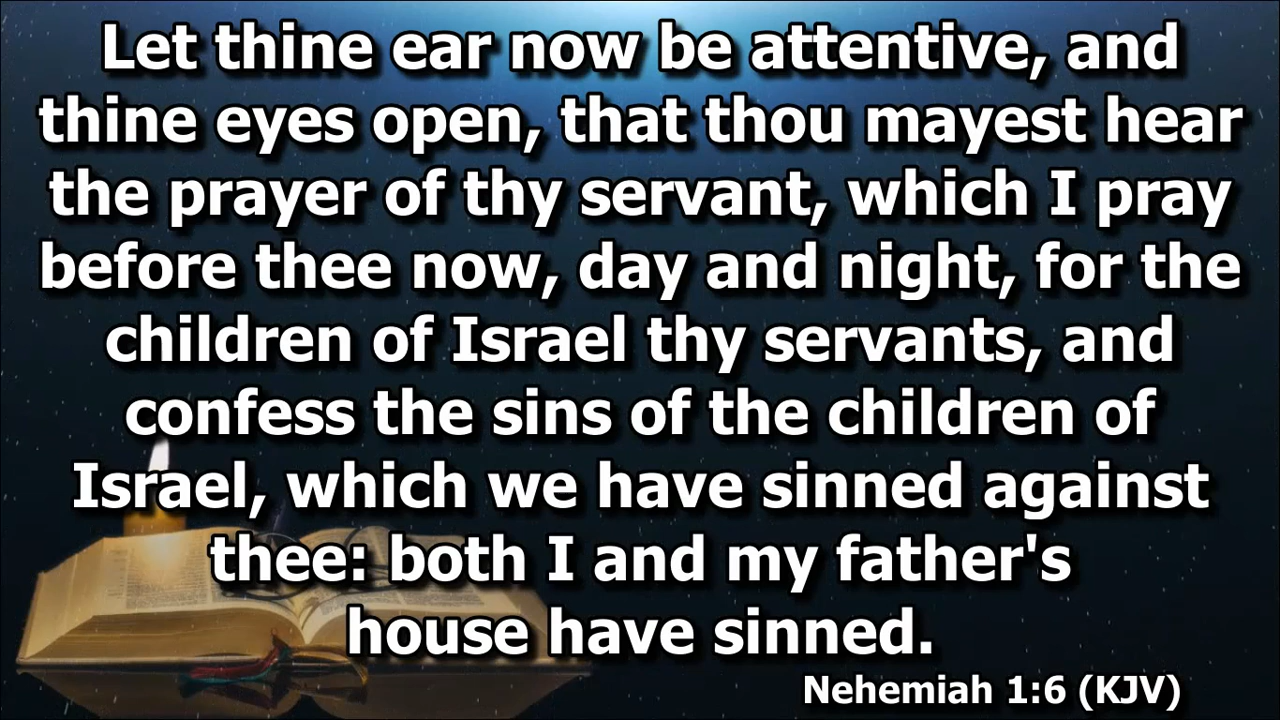 Let thine ear now be attentive, and
thine eyes open, that thou mayest hear
the prayer of thy servant, which I pray
before thee now, day and night, for the
children of Israel thy servants, and
confess the sins of the children of
Israel, which we have sinned against
thee: both I and my father's
house have sinned.
Nehemiah 1:6 (KJV)